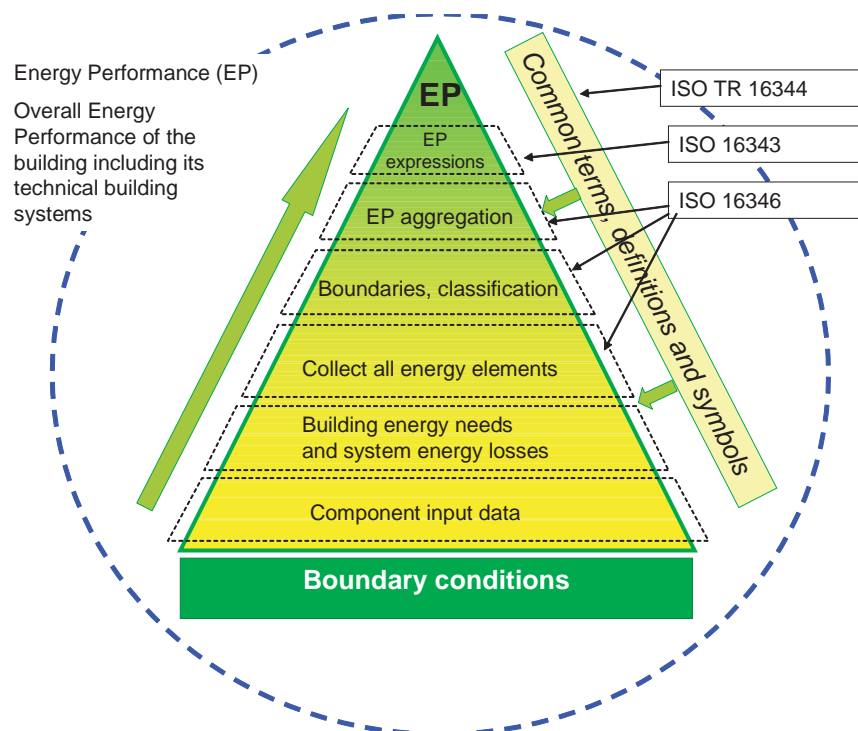 Energy Performance (EP)
Overall Energy
Performance of the
building including its
technical building
systems
EP
EP
expressions
EP aggregation
Boundaries, classification
Collect all energy elements
Building energy needs
and system energy losses
Component input data
Boundary conditions
Common terms, definitions and symbols
ISO TR 16344
ISO 16343
ISO 16346